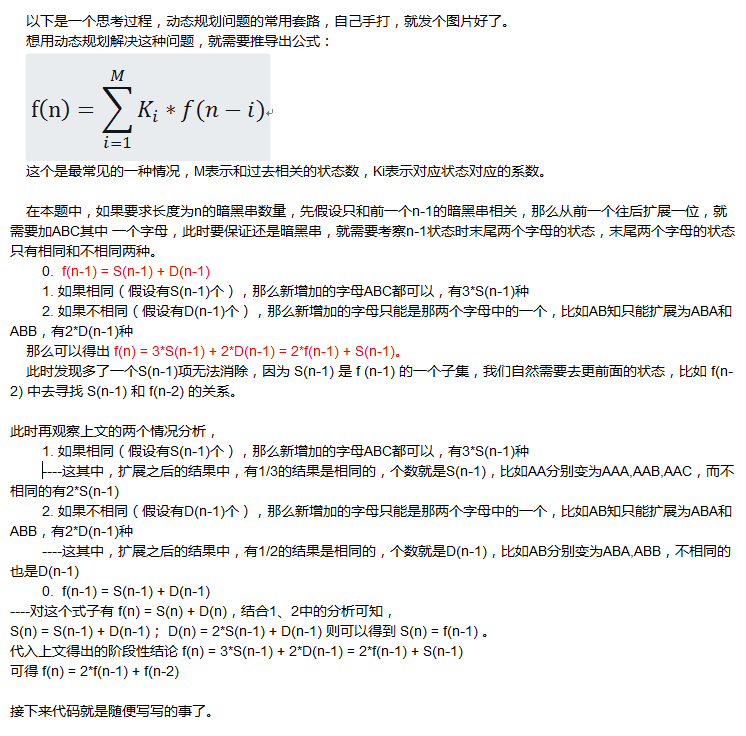 以下是一个思考过程，动态规划问题的常用套路，自己手打，就发个图片好了。
想用动态规划解决这种问题，就需要推导出公式：
f(n) = \sum_{i=1}^{M} K_i * f(n − i)
这个是最常见的一种情况，M表示和过去相关的状态数，Ki表示对应状态对应的系数。
在本题中，如果要求长度为n的暗黑串数量，先假设只和前一个n-1的暗黑串相关，那么从前一个往后扩展一位，就
需要加ABC其中 一个字母，此时要保证还是暗黑串，就需要考察n-1状态时末尾两个字母的状态，末尾两个字母的状态
只有相同和不相同两种。
0. f(n-1) = S(n-1) + D(n-1)
1. 如果相同（假设有S(n-1)个），那么新增加的字母ABC都可以，有3*S(n-1)种
2. 如果不相同（假设有D(n-1)个），那么新增加的字母只能是那两个字母中的一个，比如AB知只能扩展为ABA和
ABB，有2*D(n-1)种
那么可以得出 f(n) = 3*S(n-1) + 2*D(n-1) = 2*f(n-1) + S(n-1)。
此时发现多了一个S(n-1)项无法消除，因为 S(n-1) 是 f (n-1) 的一个子集，我们自然需要去更前面的状态，比如 f(n-
2) 中去寻找 S(n-1) 和 f(n-2) 的关系。
此时再观察上文的两个情况分析，
1. 如果相同（假设有S(n-1)个），那么新增加的字母ABC都可以，有3*S(n-1)种
----这其中，扩展之后的结果中，有1/3的结果是相同的，个数就是S(n-1)，比如AA分别变为AAA,AAB,AAC，而不
相同的有2*S(n-1)
2. 如果不相同（假设有D(n-1)个），那么新增加的字母只能是那两个字母中的一个，比如AB知只能扩展为ABA和
ABB，有2*D(n-1)种
----这其中，扩展之后的结果中，有1/2的结果是相同的，个数就是D(n-1)，比如AB分别变为ABA,ABB，不相同的
也是D(n-1)
0. f(n-1) = S(n-1) + D(n-1)
----对这个式子有 f(n) = S(n) + D(n)，结合1、2中的分析可知，
S(n) = S(n-1) + D(n-1)； D(n) = 2*S(n-1) + D(n-1) 则可以得到 S(n) = f(n-1) 。
代入上文得出的阶段性结论 f(n) = 3*S(n-1) + 2*D(n-1) = 2*f(n-1) + S(n-1)
可得 f(n) = 2*f(n-1) + f(n-2)
接下来代码就是随便写写的事了。